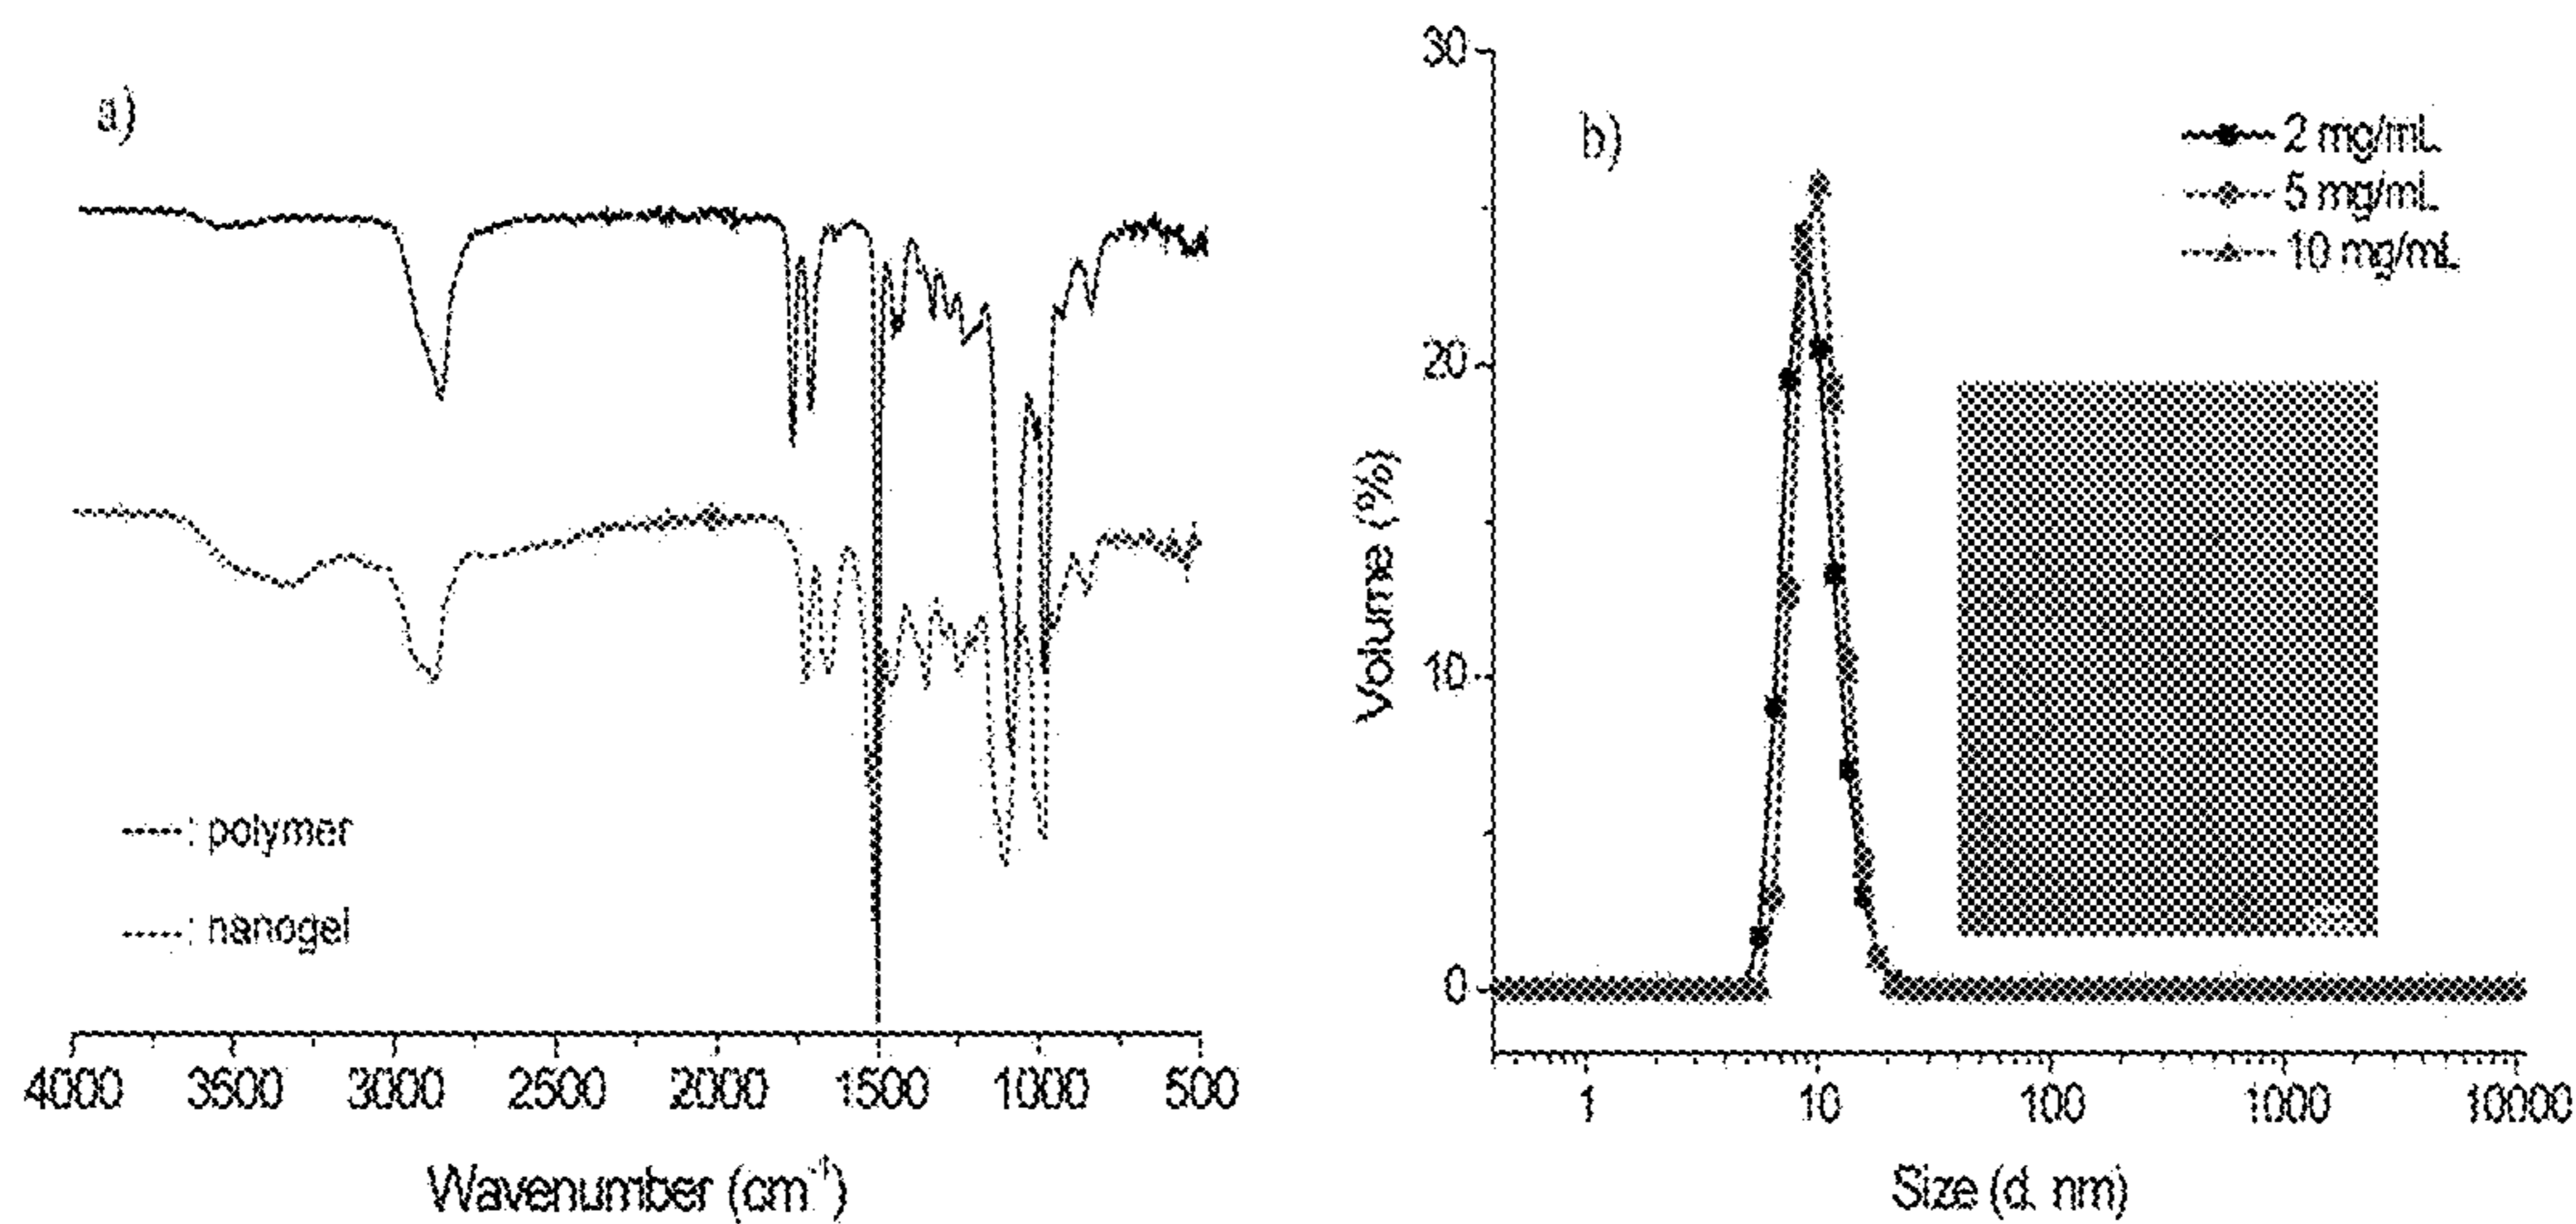 a)
: polymer
: nanogel
4000 3500 3000 2500 2000 1500 1000 500
Wavenumber (cm⁻¹)
b)
2 mg/mL
5 mg/mL
10 mg/mL
Volume (%)
30
20
10
0
1 10 100 1000 10000
Size (d. nm)